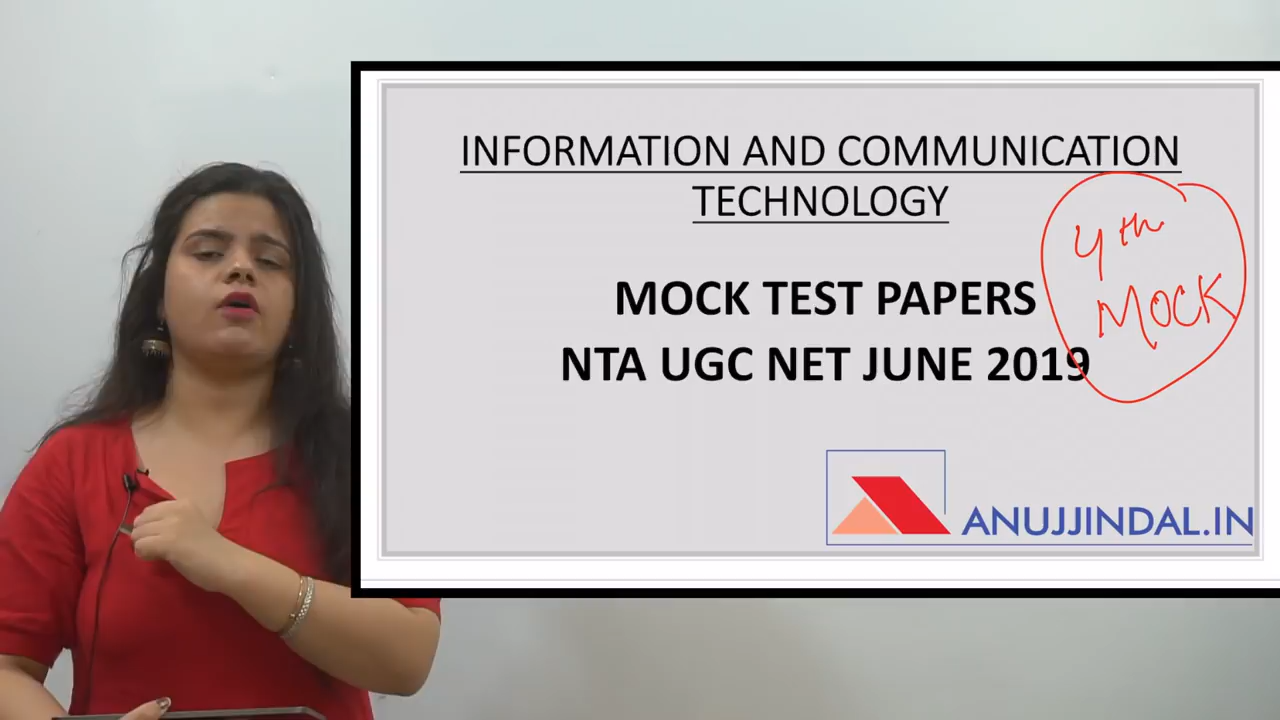 INFORMATION AND COMMUNICATION
TECHNOLOGY
4th
MOCK
MOCK TEST PAPERS
NTA UGC NET JUNE 2019
ANUJJINDAL.IN